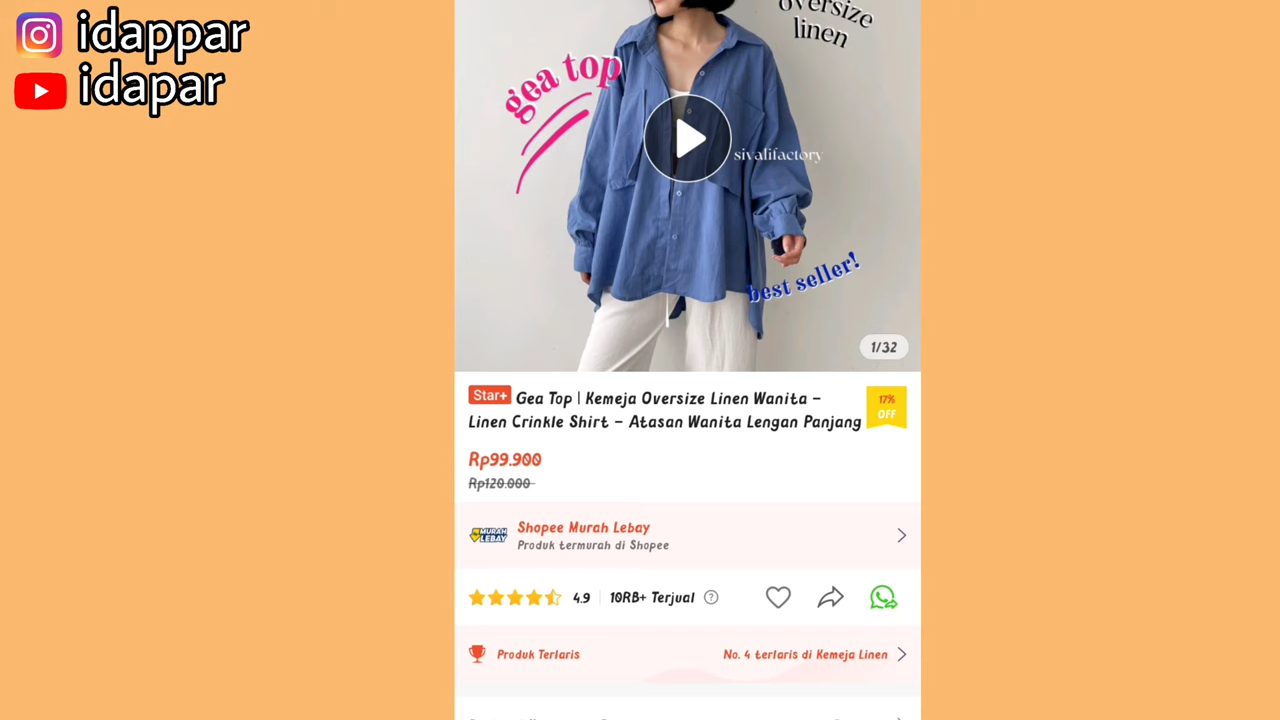 idappar
idapar
oversize
linen
gea top
sivalifactory
best seller!
1/32
Star+ Gea Top | Kemeja Oversize Linen Wanita –
Linen Crinkle Shirt – Atasan Wanita Lengan Panjang
17%
OFF
Rp99.900
Rp120.000
MURAH
LEBAY
Shopee Murah Lebay
Produk termurah di Shopee
4.9
10RB+ Terjual
?
Produk Terlaris
No. 4 terlaris di Kemeja Linen